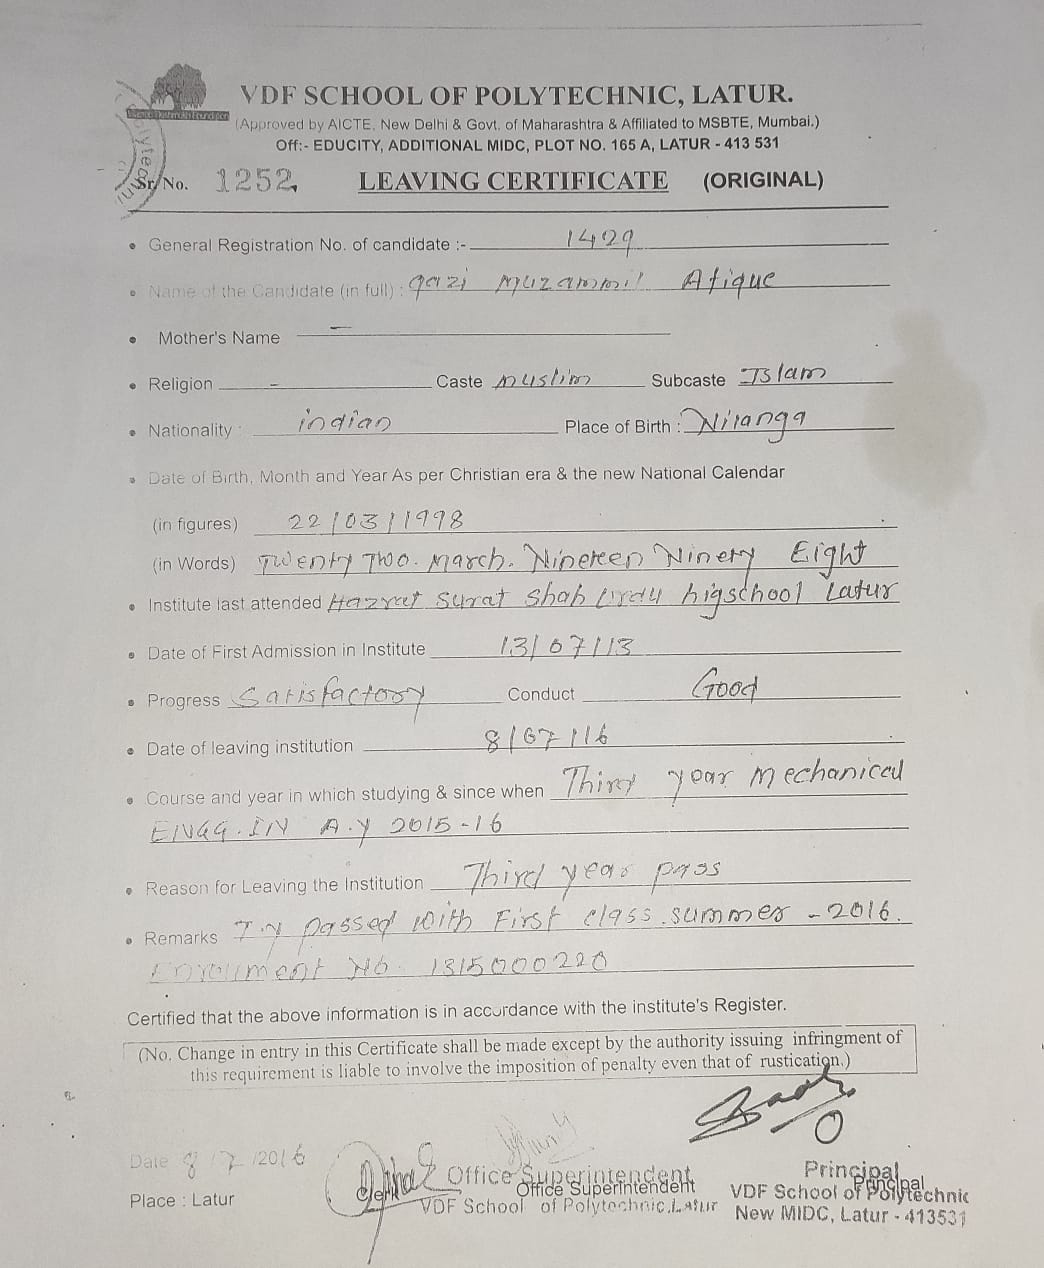 VDF SCHOOL OF POLYTECHNIC, LATUR.
(Approved by AICTE, New Delhi & Govt. of Maharashtra & Affiliated to MSBTE, Mumbai.)
Off:- EDUCITY, ADDITIONAL MIDC, PLOT NO. 165 A, LATUR - 413 531
Sr. No. 1252. LEAVING CERTIFICATE (ORIGINAL)
• General Registration No. of candidate :- 1429
• Name of the Candidate (in full) : qazi Muzammil Afique
• Mother's Name —
• Religion - Caste Muslim Subcaste Islam
• Nationality : indian Place of Birth : Nilanga
• Date of Birth, Month and Year As per Christian era & the new National Calendar
(in figures) 22/03/1998
(in Words) Twenty Two. March. Nineteen Ninety Eight
• Institute last attended Hazrat Surat Shah Urdu higschool Latur
• Date of First Admission in Institute 13/07/13
• Progress Satisfactory Conduct Good
• Date of leaving institution 8/07/16
• Course and year in which studying & since when Third year mechanical
ENGG. IN A.Y 2015-16
• Reason for Leaving the Institution Third year pass
• Remarks T.Y passed with First class. summer - 2016.
Enrollment No. 1315000220
Certified that the above information is in accordance with the institute's Register.
(No. Change in entry in this Certificate shall be made except by the authority issuing infringment of
this requirement is liable to involve the imposition of penalty even that of rustication.)
Date 8/7/2016
Place : Latur
Clerk
Office Superintendent
Office Superintendent
VDF School of Polytechnic, Latur
Principal
Principal
VDF School of Polytechnic
New MIDC, Latur - 413531